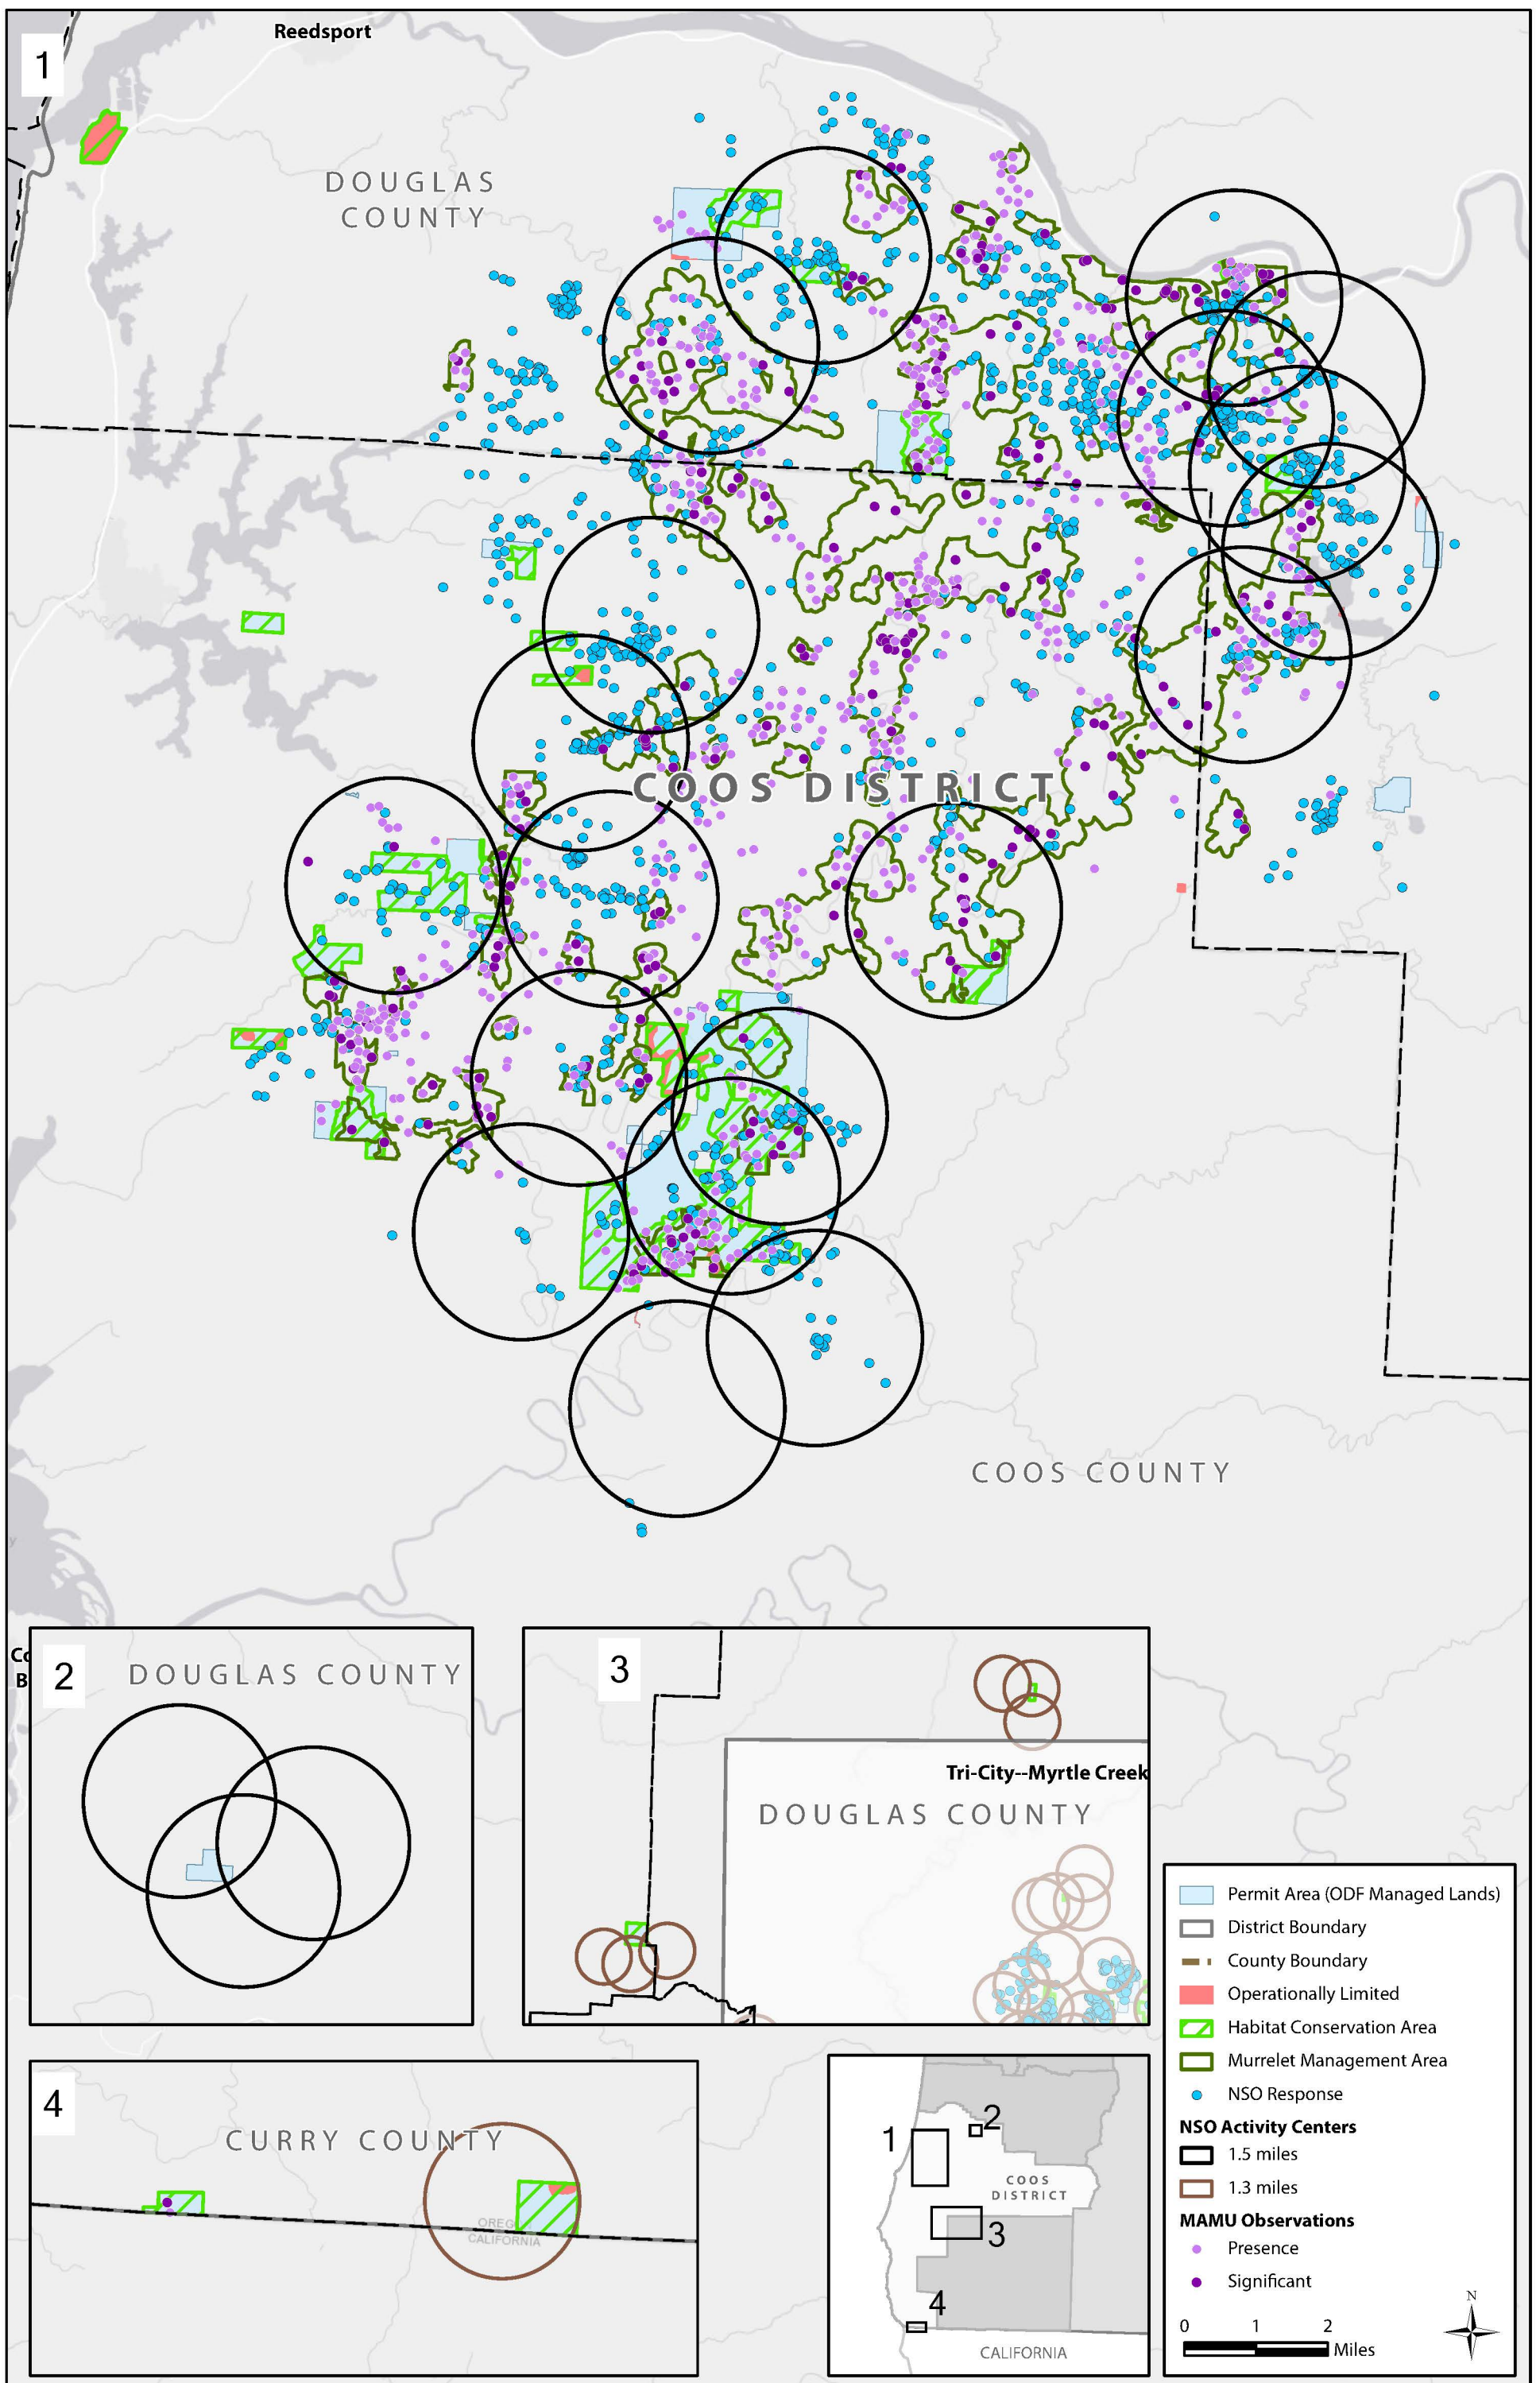 1
Reedsport
DOUGLAS
COUNTY
COOS DISTRICT
COOS COUNTY
2
DOUGLAS COUNTY
3
Tri-City--Myrtle Creek
DOUGLAS COUNTY
4
CURRY COUNTY
CALIFORNIA
1
2
COOS
DISTRICT
3
4
CALIFORNIA
Permit Area (ODF Managed Lands)
District Boundary
County Boundary
Operationally Limited
Habitat Conservation Area
Murrelet Management Area
NSO Response
NSO Activity Centers
1.5 miles
1.3 miles
MAMU Observations
Presence
Significant
N
0 1 2
Miles